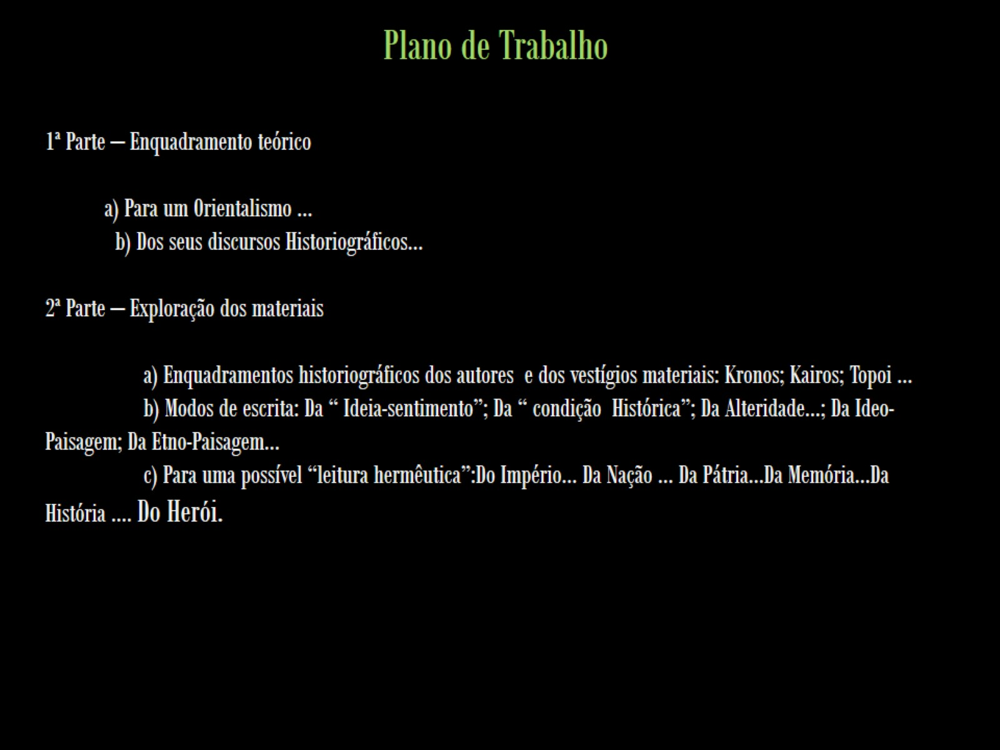 Plano de Trabalho
1ª Parte – Enquadramento teórico
a) Para um Orientalismo ...
b) Dos seus discursos Historiográficos...
2ª Parte – Exploração dos materiais
a) Enquadramentos historiográficos dos autores  e dos vestígios materiais: Kronos; Kairos; Topoi ...
b) Modos de escrita: Da “ Ideia-sentimento”; Da “ condição  Histórica”; Da Alteridade...; Da Ideo-
Paisagem; Da Etno-Paisagem...
c) Para uma possível “leitura hermêutica”:Do Império... Da Nação ... Da Pátria...Da Memória...Da
História .... Do Herói.